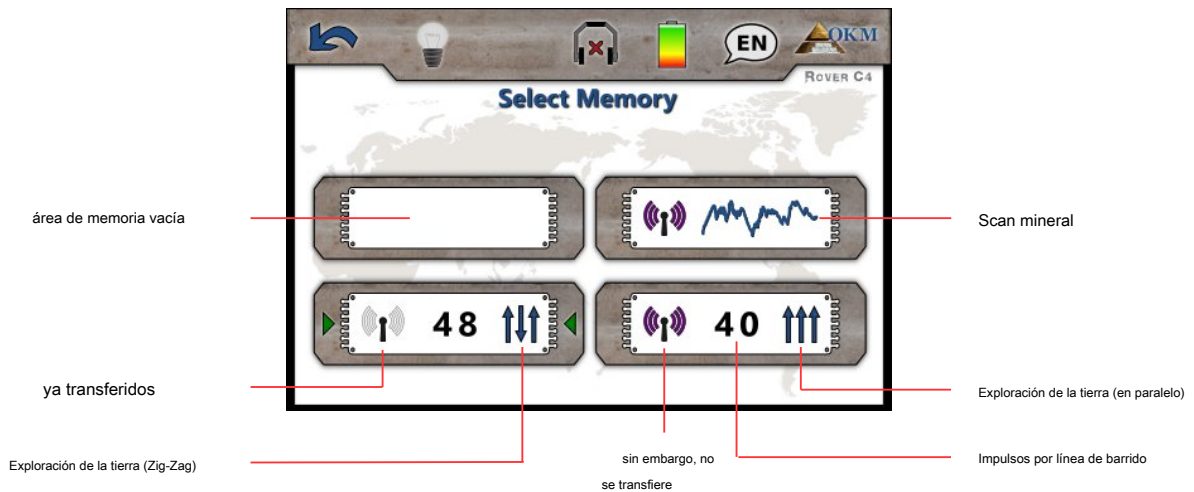 EN
OKM
ROVER C4
Select Memory
área de memoria vacía
Scan mineral
48
40
ya transferidos
Exploración de la tierra (en paralelo)
Exploración de la tierra (Zig-Zag)
sin embargo, no
se transfiere
Impulsos por línea de barrido